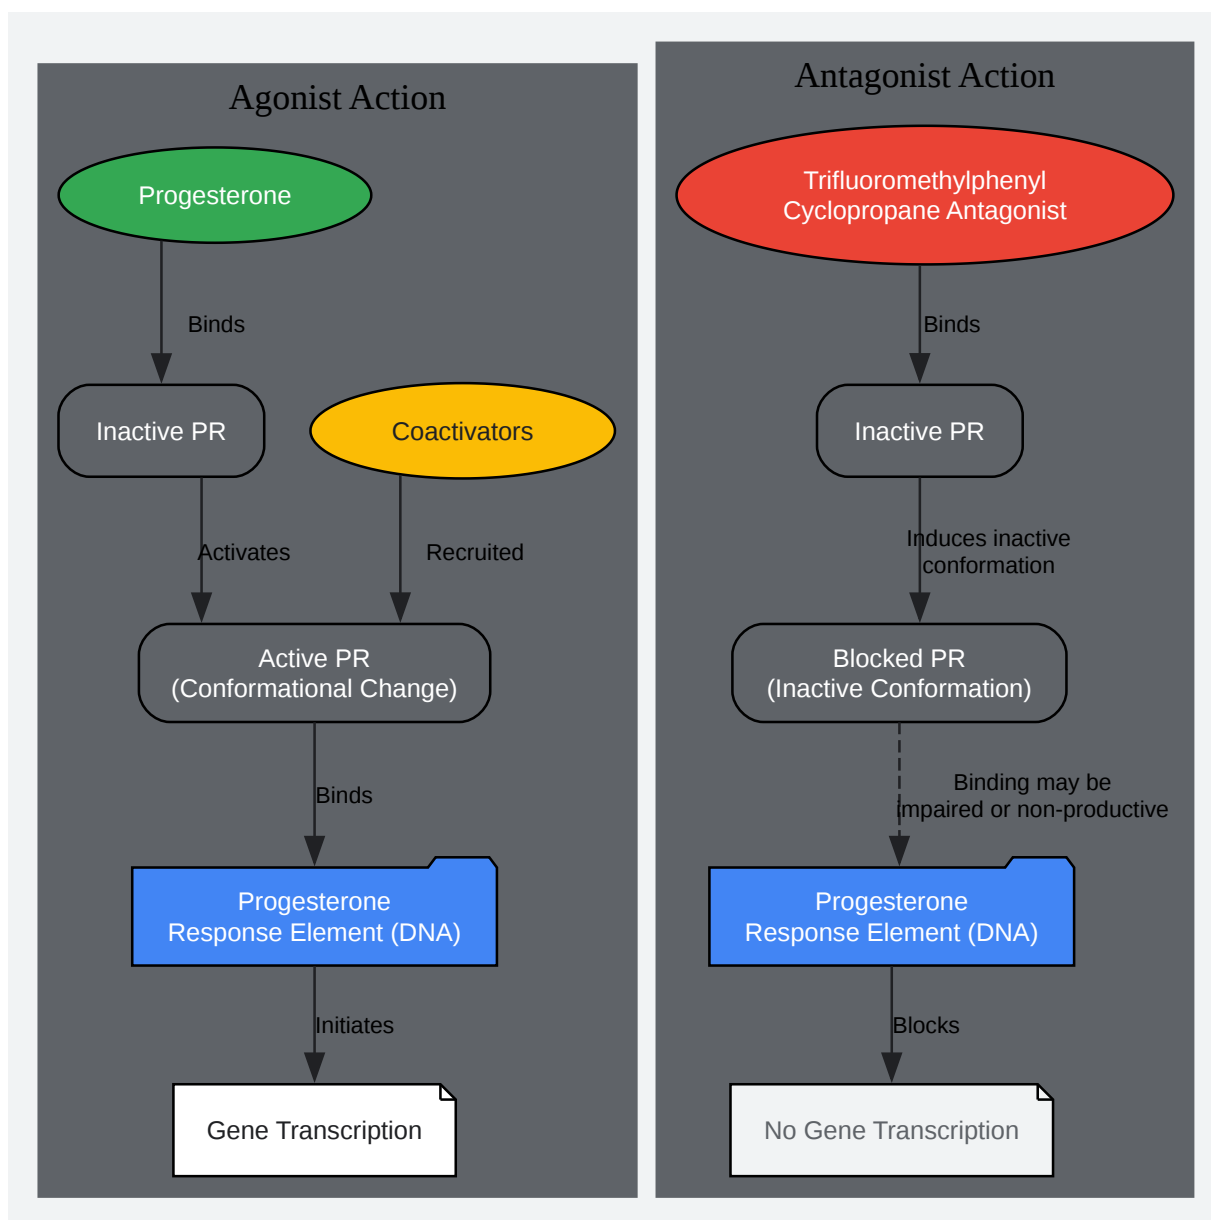 Agonist Action
Progesterone
Binds
Inactive PR
Coactivators
Activates
Recruited
Active PR
(Conformational Change)
Binds
Progesterone
Response Element (DNA)
Initiates
Gene Transcription
Antagonist Action
Trifluoromethylphenyl
Cyclopropane Antagonist
Binds
Inactive PR
Induces inactive
conformation
Blocked PR
(Inactive Conformation)
Binding may be
impaired or non-productive
Progesterone
Response Element (DNA)
Blocks
No Gene Transcription